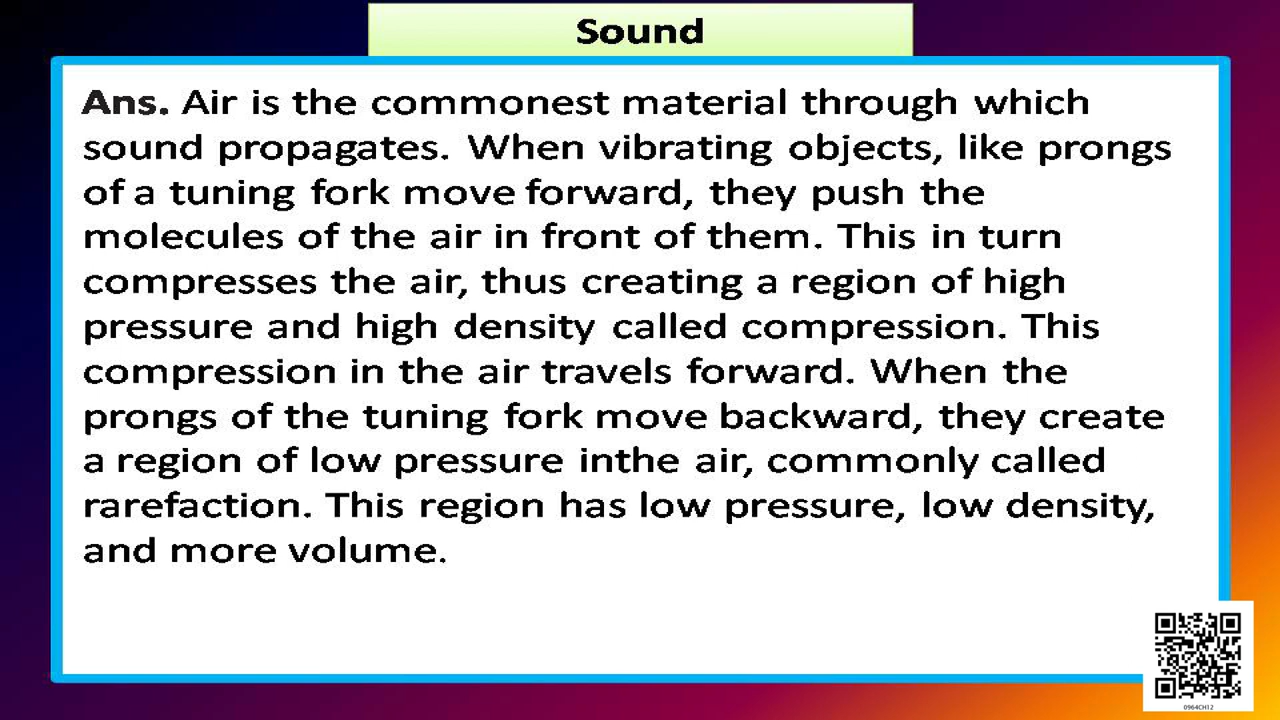 Sound
Ans. Air is the commonest material through which
sound propagates. When vibrating objects, like prongs
of a tuning fork move forward, they push the
molecules of the air in front of them. This in turn
compresses the air, thus creating a region of high
pressure and high density called compression. This
compression in the air travels forward. When the
prongs of the tuning fork move backward, they create
a region of low pressure inthe air, commonly called
rarefaction. This region has low pressure, low density,
and more volume.
0964CH12